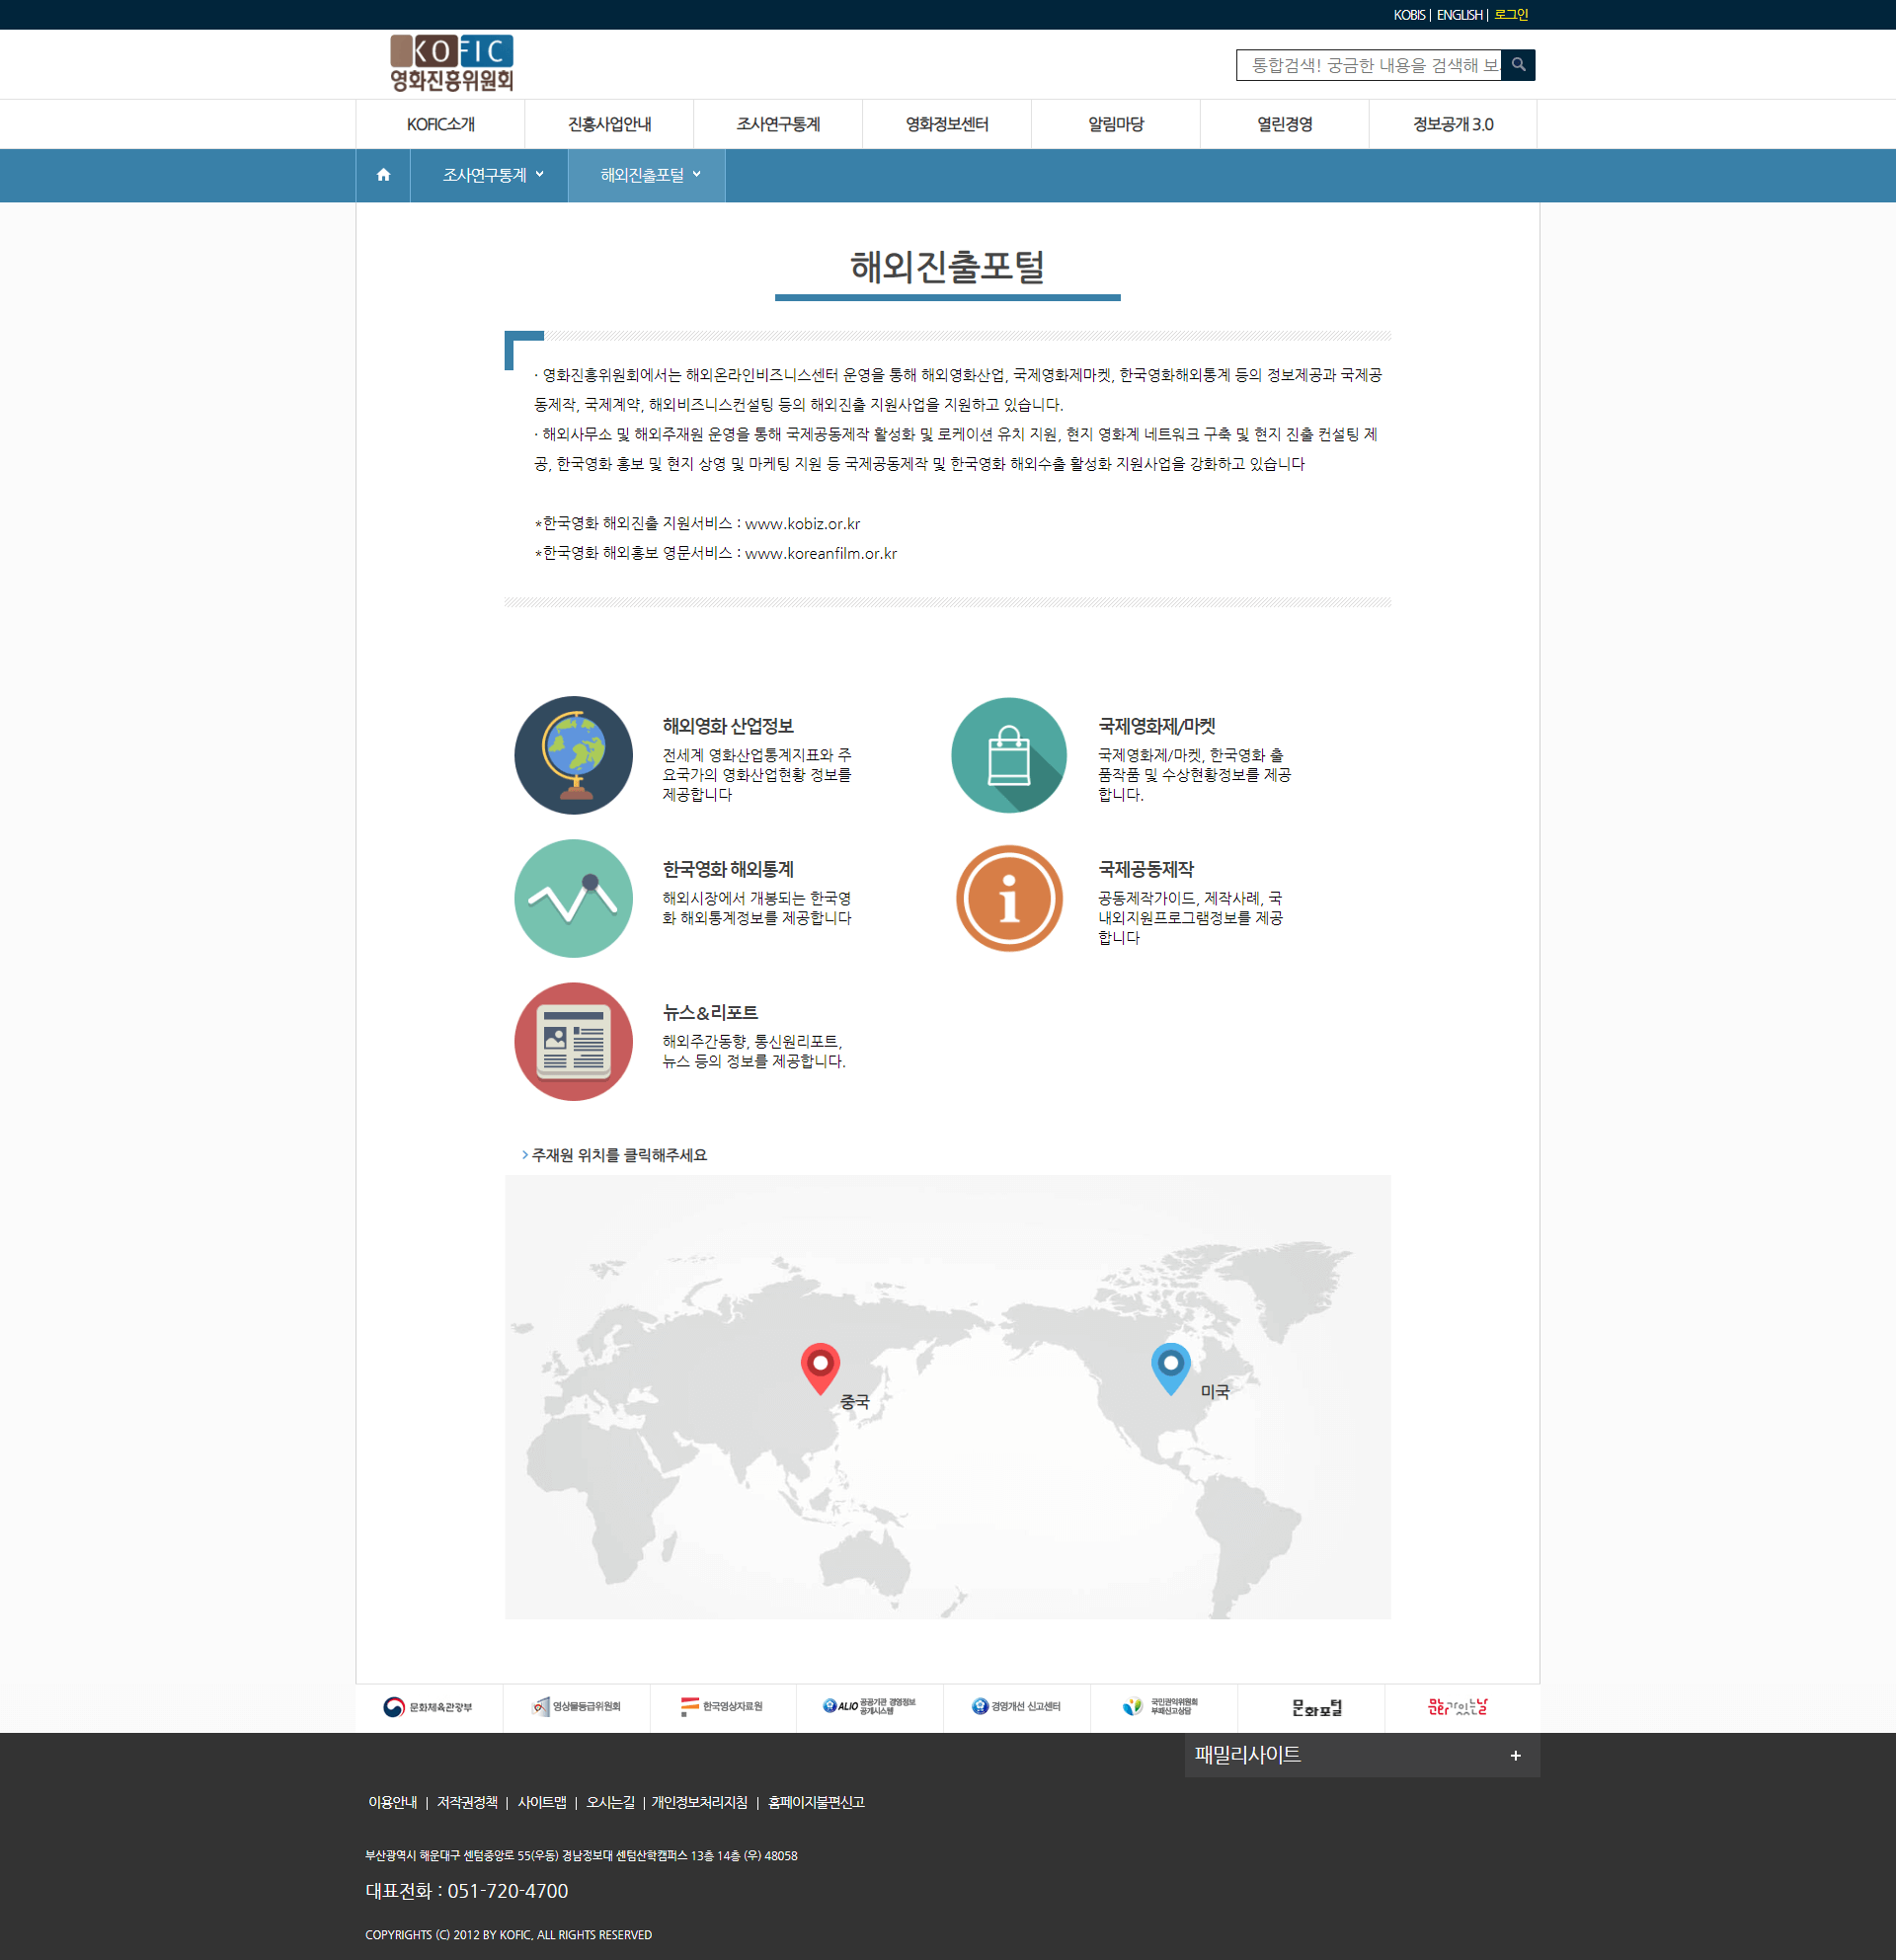 KOBIS | ENGLISH | 로그인
KOFIC
영화진흥위원회
통합검색! 궁금한 내용을 검색해 보
KOFIC소개 진흥사업안내 조사연구통계 영화정보센터 알림마당 열린경영 정보공개 3.0
조사연구통계 해외진출포털
해외진출포털
· 영화진흥위원회에서는 해외온라인비즈니스센터 운영을 통해 해외영화산업, 국제영화제마켓, 한국영화해외통계 등의 정보제공과 국제공
동제작, 국제계약, 해외비즈니스컨설팅 등의 해외진출 지원사업을 지원하고 있습니다.
· 해외사무소 및 해외주재원 운영을 통해 국제공동제작 활성화 및 로케이션 유치 지원, 현지 영화계 네트워크 구축 및 현지 진출 컨설팅 제
공, 한국영화 홍보 및 현지 상영 및 마케팅 지원 등 국제공동제작 및 한국영화 해외수출 활성화 지원사업을 강화하고 있습니다
*한국영화 해외진출 지원서비스 : www.kobiz.or.kr
*한국영화 해외홍보 영문서비스 : www.koreanfilm.or.kr
해외영화 산업정보
전세계 영화산업통계지표와 주
요국가의 영화산업현황 정보를
제공합니다
국제영화제/마켓
국제영화제/마켓, 한국영화 출
품작품 및 수상현황정보를 제공
합니다.
한국영화 해외통계
해외시장에서 개봉되는 한국영
화 해외통계정보를 제공합니다
국제공동제작
공동제작가이드, 제작사례, 국
내외지원프로그램정보를 제공
합니다
뉴스&리포트
해외주간동향, 통신원리포트,
뉴스 등의 정보를 제공합니다.
주재원 위치를 클릭해주세요
중국
미국
문화체육관광부
영상물등급위원회
한국영상자료원
ALIO 공공기관 경영정보
공개시스템
경영개선 신고센터
국민권익위원회
부패신고상담
문화포털
문화가있는날
패밀리사이트 +
이용안내 | 저작권정책 | 사이트맵 | 오시는길 | 개인정보처리지침 | 홈페이지불편신고
부산광역시 해운대구 센텀중앙로 55(우동) 경남정보대 센텀산학캠퍼스 13층 14층 (우) 48058
대표전화 : 051-720-4700
COPYRIGHTS (C) 2012 BY KOFIC, ALL RIGHTS RESERVED